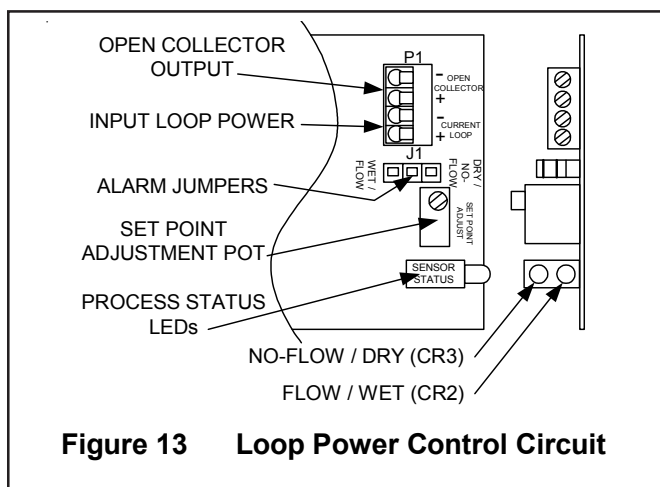 OPEN COLLECTOR
OUTPUT
INPUT LOOP POWER
ALARM JUMPERS
SET POINT
ADJUSTMENT POT
PROCESS STATUS
LEDs
P1
- OPEN
COLLECTOR
+
- CURRENT
LOOP
+
J1
WET /
FLOW
DRY /
NO-
FLOW
SET POINT
ADJUST
SENSOR
STATUS
NO-FLOW / DRY (CR3)
FLOW / WET (CR2)
Figure 13 Loop Power Control Circuit